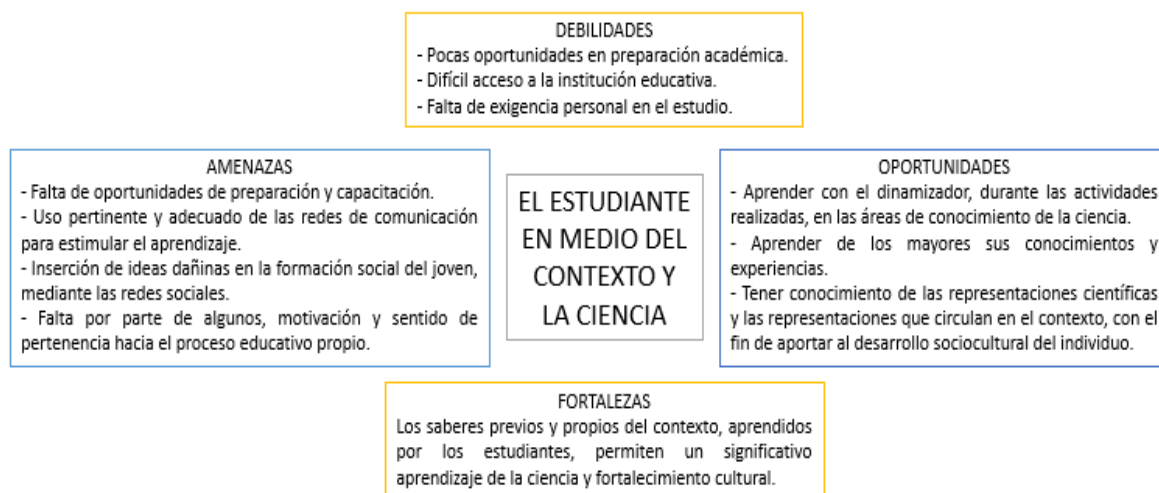 DEBILIDADES
- Pocas oportunidades en preparación académica.
- Difícil acceso a la institución educativa.
- Falta de exigencia personal en el estudio.
AMENAZAS
- Falta de oportunidades de preparación y capacitación.
- Uso pertinente y adecuado de las redes de comunicación
para estimular el aprendizaje.
- Inserción de ideas dañinas en la formación social del joven,
mediante las redes sociales.
- Falta por parte de algunos, motivación y sentido de
pertenencia hacia el proceso educativo propio.
EL ESTUDIANTE
EN MEDIO DEL
CONTEXTO Y
LA CIENCIA
OPORTUNIDADES
- Aprender con el dinamizador, durante las actividades
realizadas, en las áreas de conocimiento de la ciencia.
- Aprender de los mayores sus conocimientos y
experiencias.
- Tener conocimiento de las representaciones científicas
y las representaciones que circulan en el contexto, con el
fin de aportar al desarrollo sociocultural del individuo.
FORTALEZAS
Los saberes previos y propios del contexto, aprendidos
por los estudiantes, permiten un significativo
aprendizaje de la ciencia y fortalecimiento cultural.